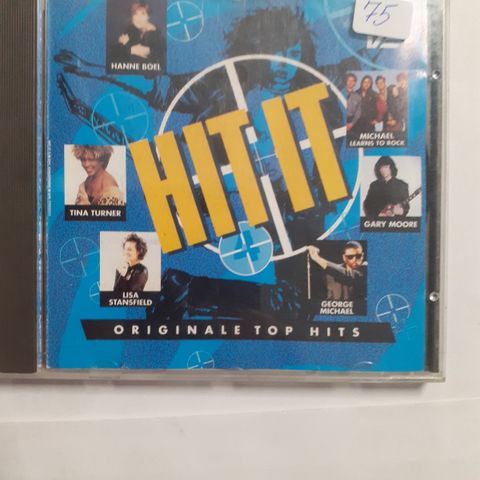 75
HANNE BOEL
HIT IT
4
MICHAEL
LEARNS TO ROCK
TINA TURNER
GARY MOORE
LISA
STANSFIELD
GEORGE
MICHAEL
ORIGINALE TOP HITS